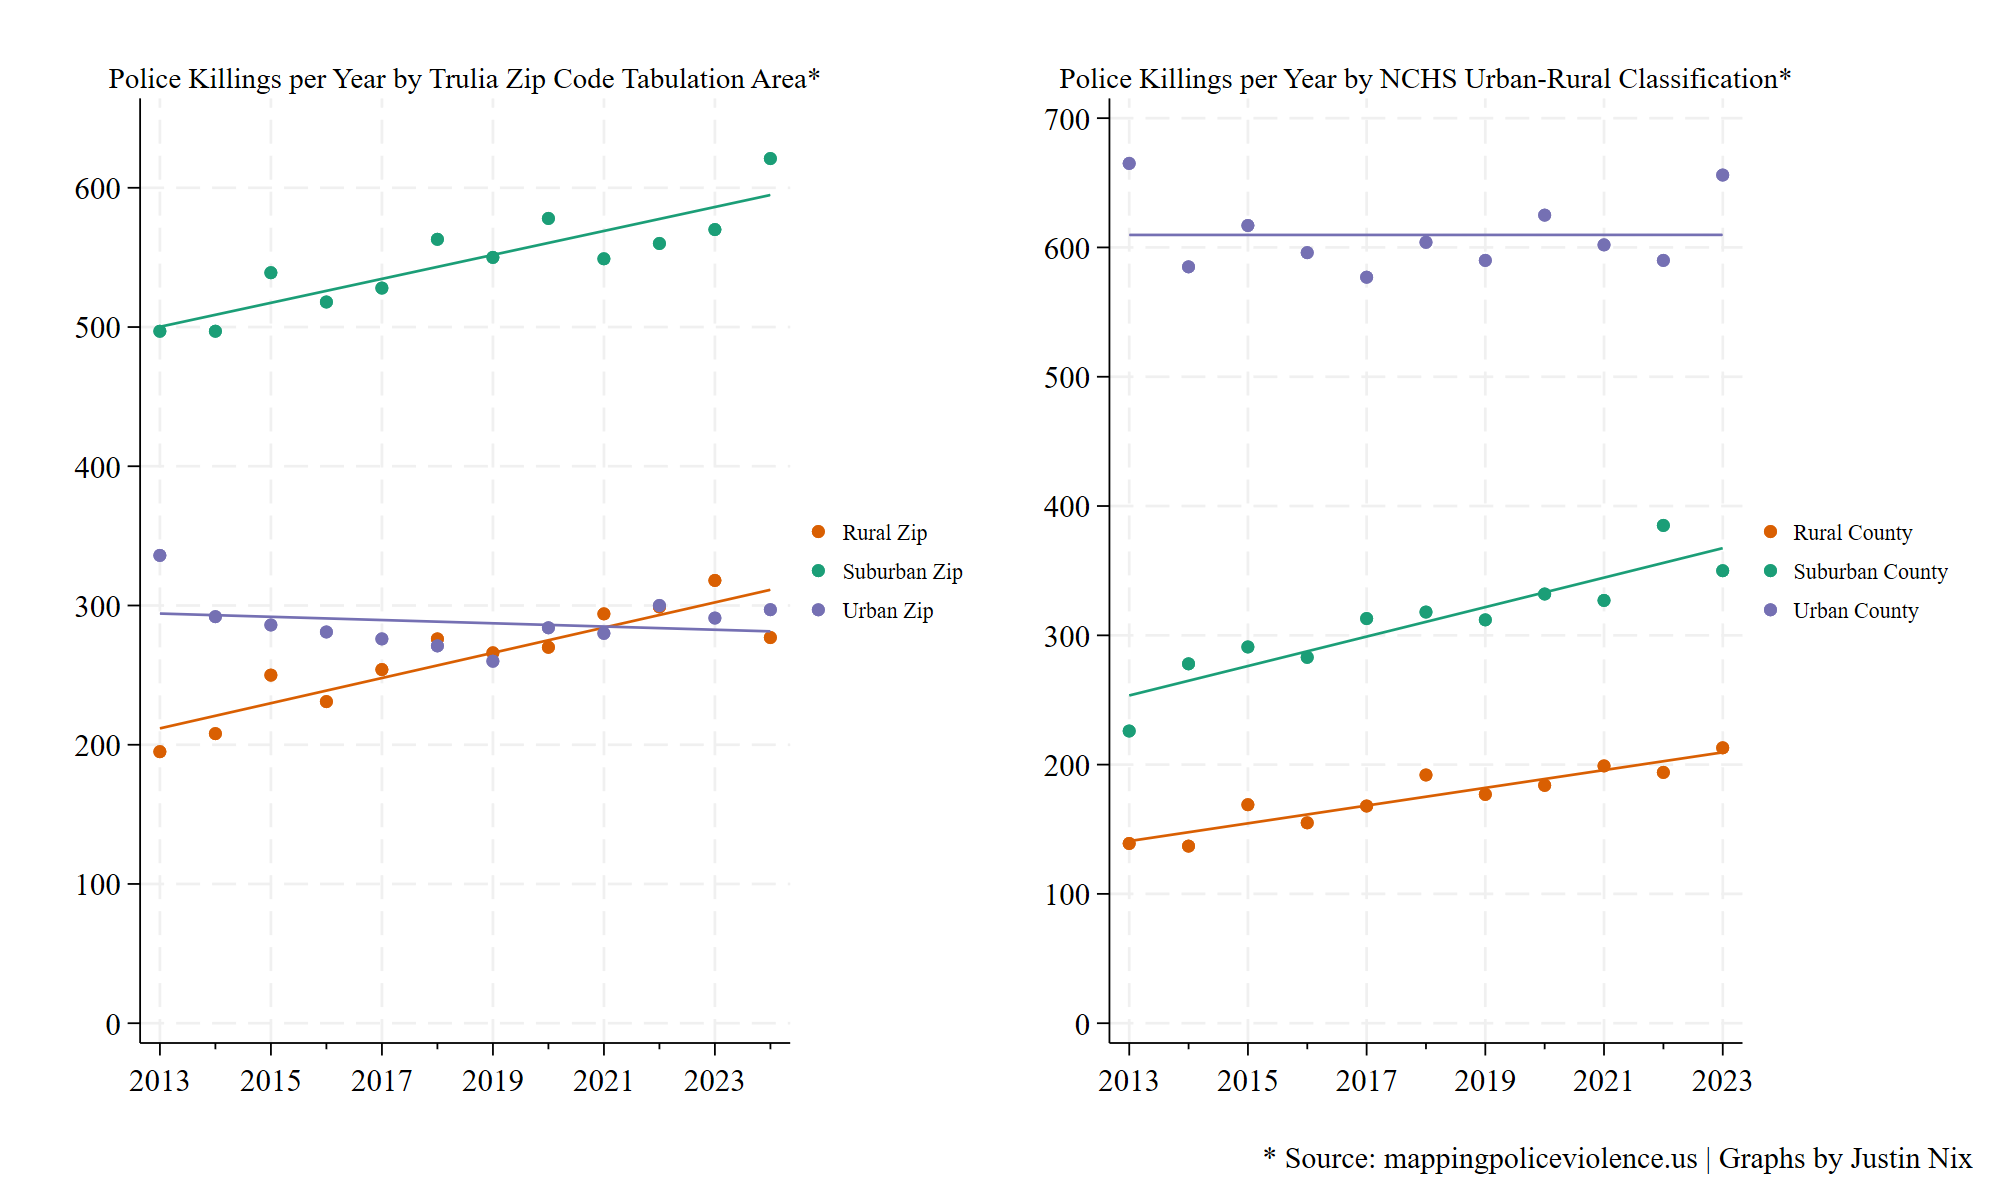 Police Killings per Year by Trulia Zip Code Tabulation Area*
600
500
400
300
200
100
0
2013 2015 2017 2019 2021 2023
Rural Zip
Suburban Zip
Urban Zip
Police Killings per Year by NCHS Urban-Rural Classification*
700
600
500
400
300
200
100
0
2013 2015 2017 2019 2021 2023
Rural County
Suburban County
Urban County
* Source: mappingpoliceviolence.us | Graphs by Justin Nix